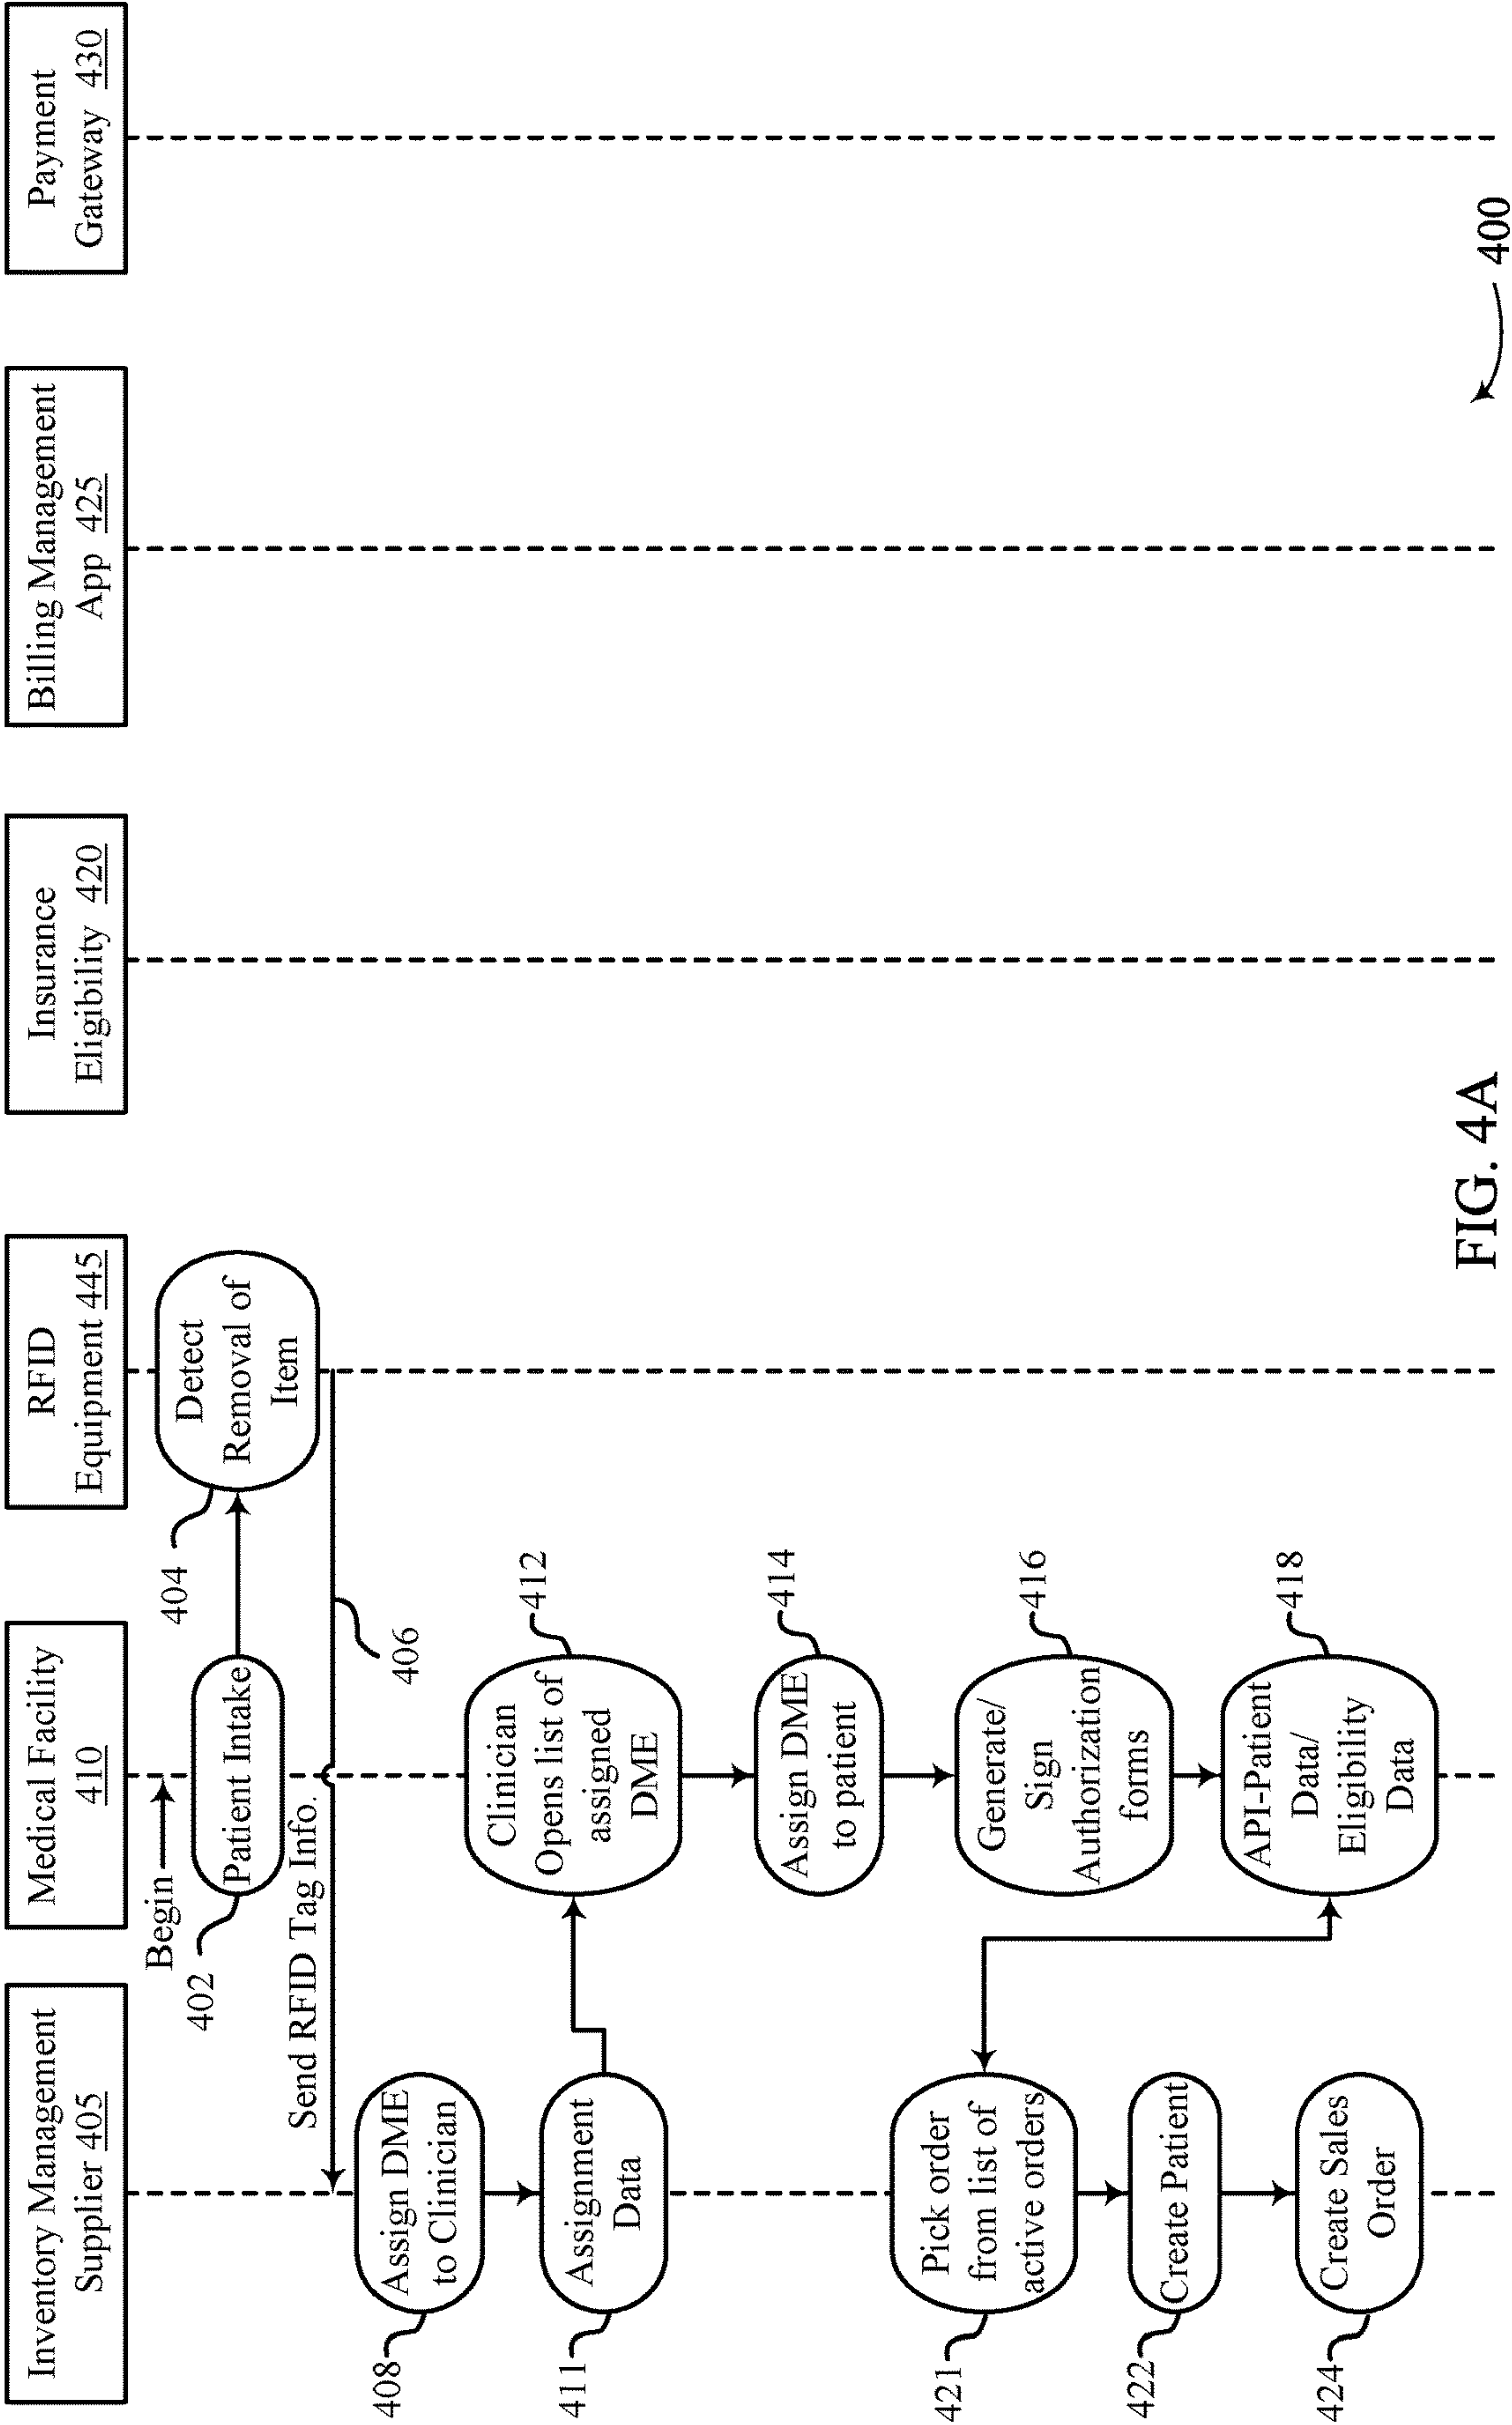 Inventory Management
Supplier 405
Medical Facility
410
RFID
Equipment 445
Insurance
Eligibility 420
Billing Management
App 425
Payment
Gateway 430
Begin
402
Patient Intake
404
Detect
Removal of
Item
Send RFID Tag Info.
406
408
Assign DME
to Clinician
411
Assignment
Data
412
Clinician
Opens list of
assigned
DME
414
Assign DME
to patient
416
Generate/
Sign
Authorization
forms
418
API-Patient
Data/
Eligibility
Data
421
Pick order
from list of
active orders
422
Create Patient
424
Create Sales
Order
400
FIG. 4A